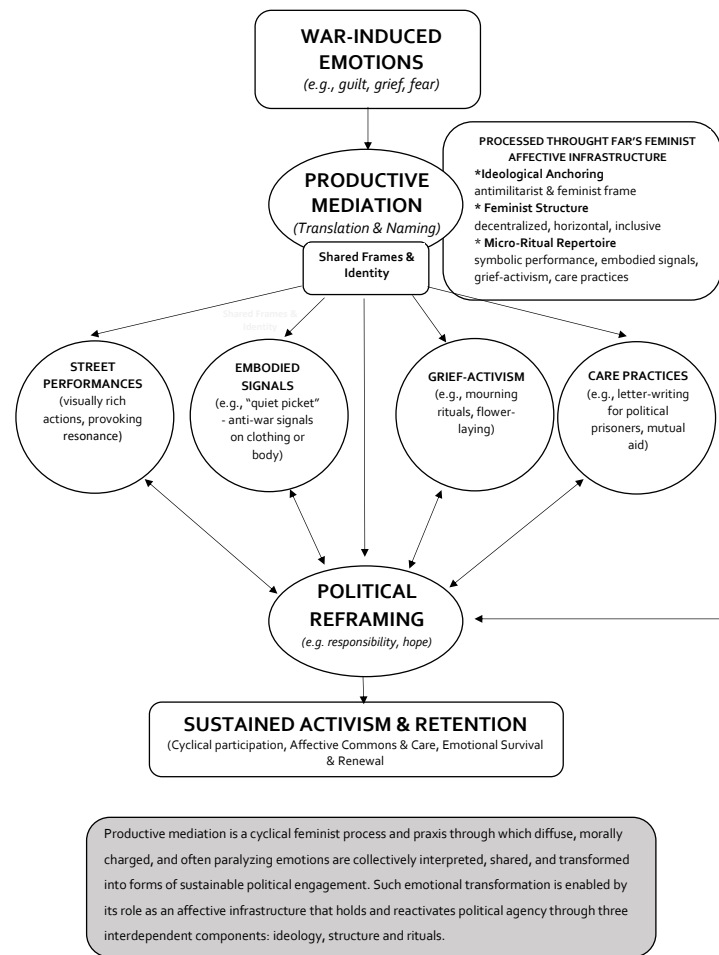 WAR-INDUCED
EMOTIONS
(e.g., guilt, grief, fear)
PROCESSED THROUGHT FAR'S FEMINIST
AFFECTIVE INFRASTRUCTURE
*Ideological Anchoring
antimilitarist & feminist frame
* Feminist Structure
decentralized, horizontal, inclusive
* Micro-Ritual Repertoire
symbolic performance, embodied signals,
grief-activism, care practices
PRODUCTIVE
MEDIATION
(Translation & Naming)
Shared Frames &
Identity
Shared Frames &
Identity
STREET
PERFORMANCES
(visually rich
actions, provoking
resonance)
EMBODIED
SIGNALS
(e.g., "quiet picket"
- anti-war signals
on clothing or
body)
GRIEF-ACTIVISM
(e.g., mourning
rituals, flower-
laying)
CARE PRACTICES
(e.g., letter-writing
for political
prisoners, mutual
aid)
POLITICAL
REFRAMING
(e.g. responsibility, hope)
SUSTAINED ACTIVISM & RETENTION
(Cyclical participation, Affective Commons & Care, Emotional Survival
& Renewal
Productive mediation is a cyclical feminist process and praxis through which diffuse, morally
charged, and often paralyzing emotions are collectively interpreted, shared, and transformed
into forms of sustainable political engagement. Such emotional transformation is enabled by
its role as an affective infrastructure that holds and reactivates political agency through three
interdependent components: ideology, structure and rituals.